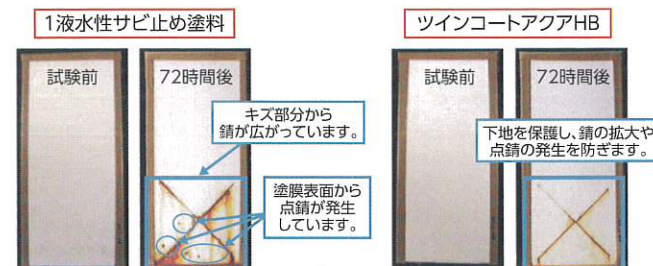 1液水性サビ止め塗料
試験前
72時間後
キズ部分から
錆が広がっています。
塗膜表面から
点錆が発生
しています。
ツインコートアクアHB
試験前
72時間後
下地を保護し、錆の拡大や
点錆の発生を防ぎます。